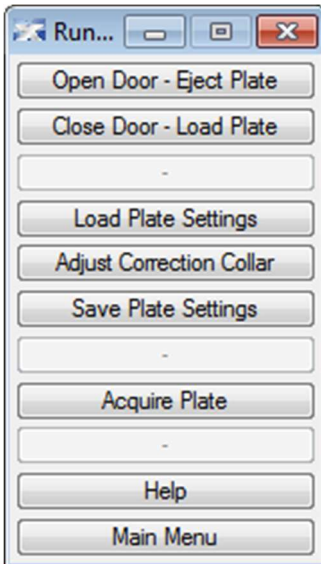 Run...
Open Door - Eject Plate
Close Door - Load Plate
-
Load Plate Settings
Adjust Correction Collar
Save Plate Settings
-
Acquire Plate
-
Help
Main Menu